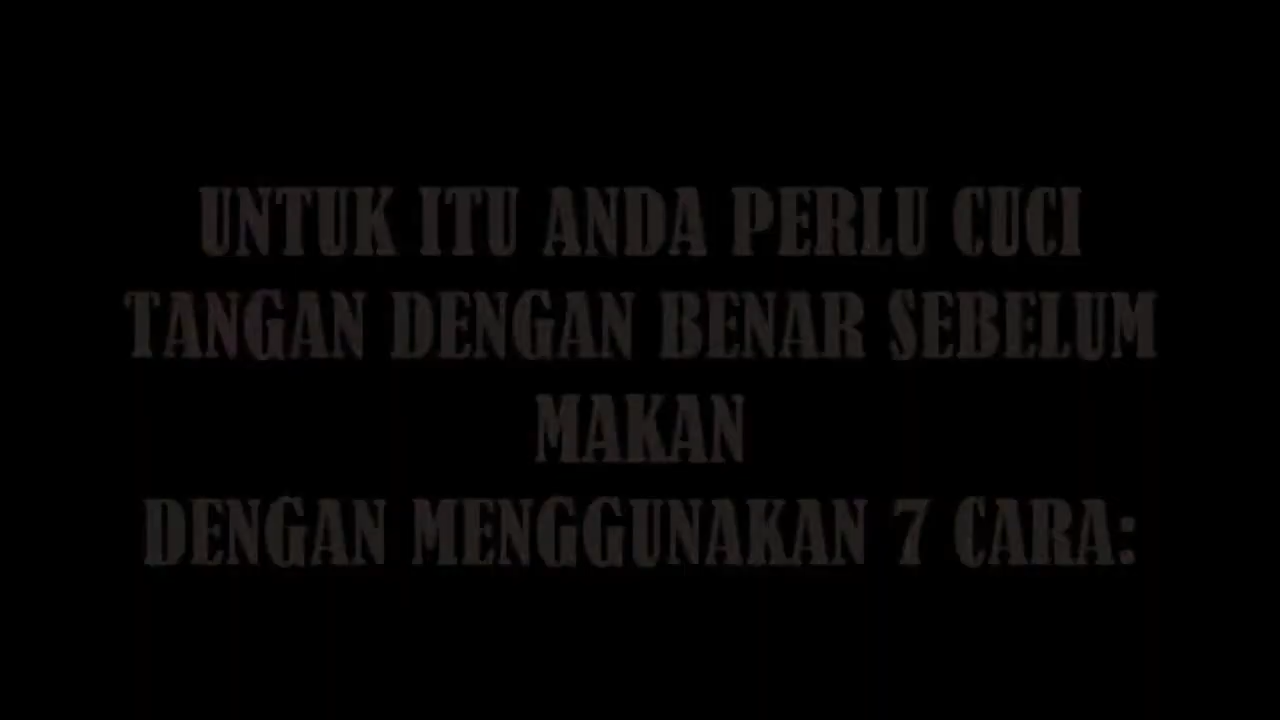 UNTUK ITU ANDA PERLU CUCI
TANGAN DENGAN BENAR SEBELUM
MAKAN
DENGAN MENGGUNAKAN 7 CARA: